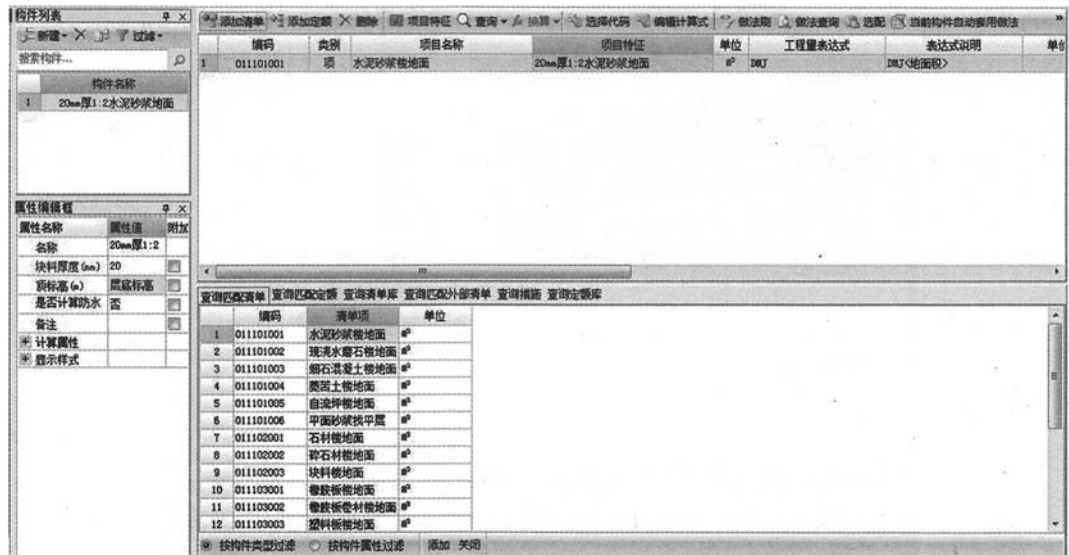 构件列表
新建 过滤
搜索构件...
构件名称
1 20mm厚1:2水泥砂浆地面
属性编辑框
属性名称 属性值 附加
名称 20mm厚1:2
块料厚度(mm) 20
顶标高(m) 层底标高
是否计算防水 否
备注
+ 计算属性
+ 显示样式
添加清单 添加定额 删除 项目特征 查询 换算 选择代码 编辑计算式 做法刷 做法查询 选配 当前构件自动套用做法 »
编码 类别 项目名称 项目特征 单位 工程量表达式 表达式说明 单价
1 011101001 项 水泥砂浆楼地面 20mm厚1:2水泥砂浆地面 m² DMJ DMJ<地面积>
查询匹配清单 查询匹配定额 查询清单库 查询匹配外部清单 查询措施 查询定额库
编码 清单项 单位
1 011101001 水泥砂浆楼地面 m²
2 011101002 现浇水磨石楼地面 m²
3 011101003 细石混凝土楼地面 m²
4 011101004 菱苦土楼地面 m²
5 011101005 自流坪楼地面 m²
6 011101006 平面砂浆找平层 m²
7 011102001 石材楼地面 m²
8 011102002 碎石材楼地面 m²
9 011102003 块料楼地面 m²
10 011103001 橡胶板楼地面 m²
11 011103002 橡胶板卷材楼地面 m²
12 011103003 塑料板楼地面 m²
按构件类型过滤 按构件属性过滤 添加 关闭